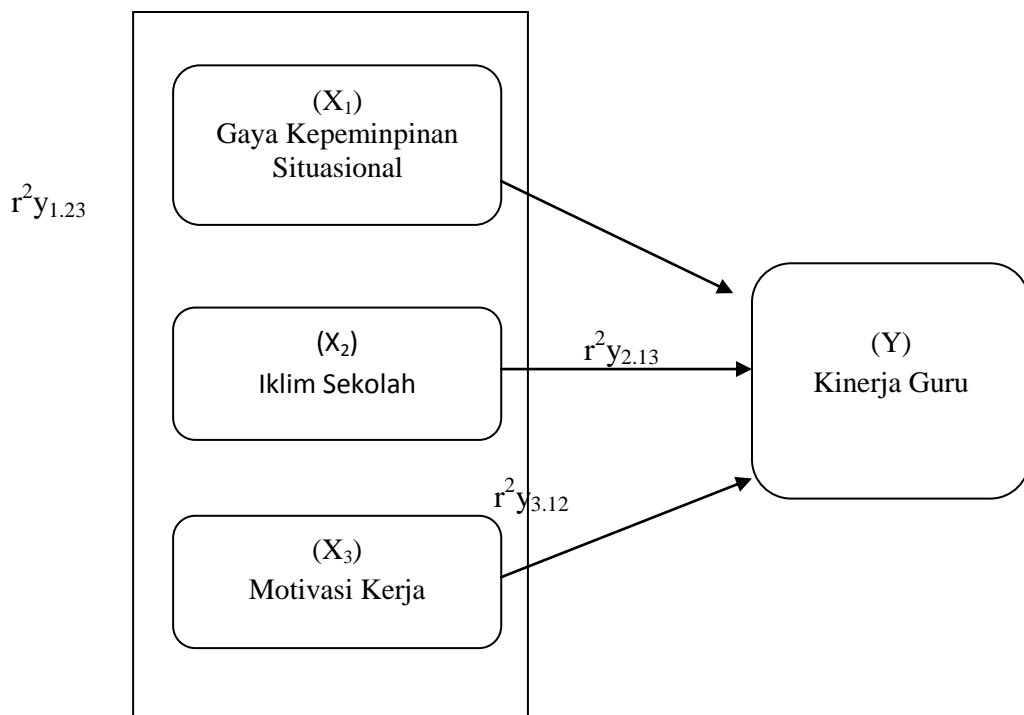 (X₁)
Gaya Kepeminpinan
Situasional
r²y₁.₂₃
(X₂)
Iklim Sekolah
r²y₂.₁₃
(Y)
Kinerja Guru
r²y₃.₁₂
(X₃)
Motivasi Kerja